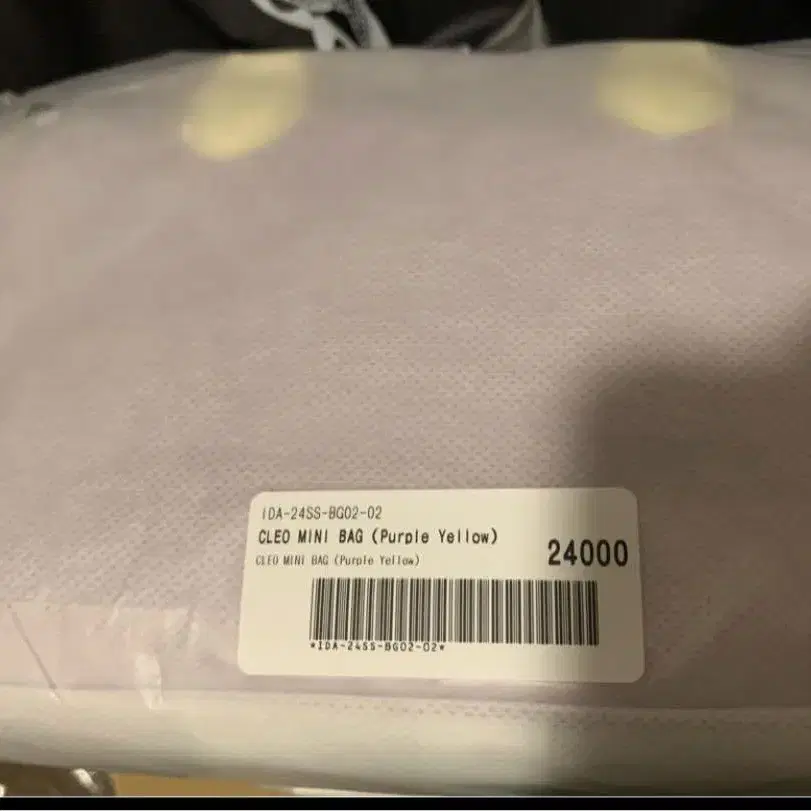 IDA-24SS-BG02-02
CLEO MINI BAG (Purple Yellow)
24000
CLEO MINI BAG (Purple Yellow)
*IDA-24SS-BG02-02*